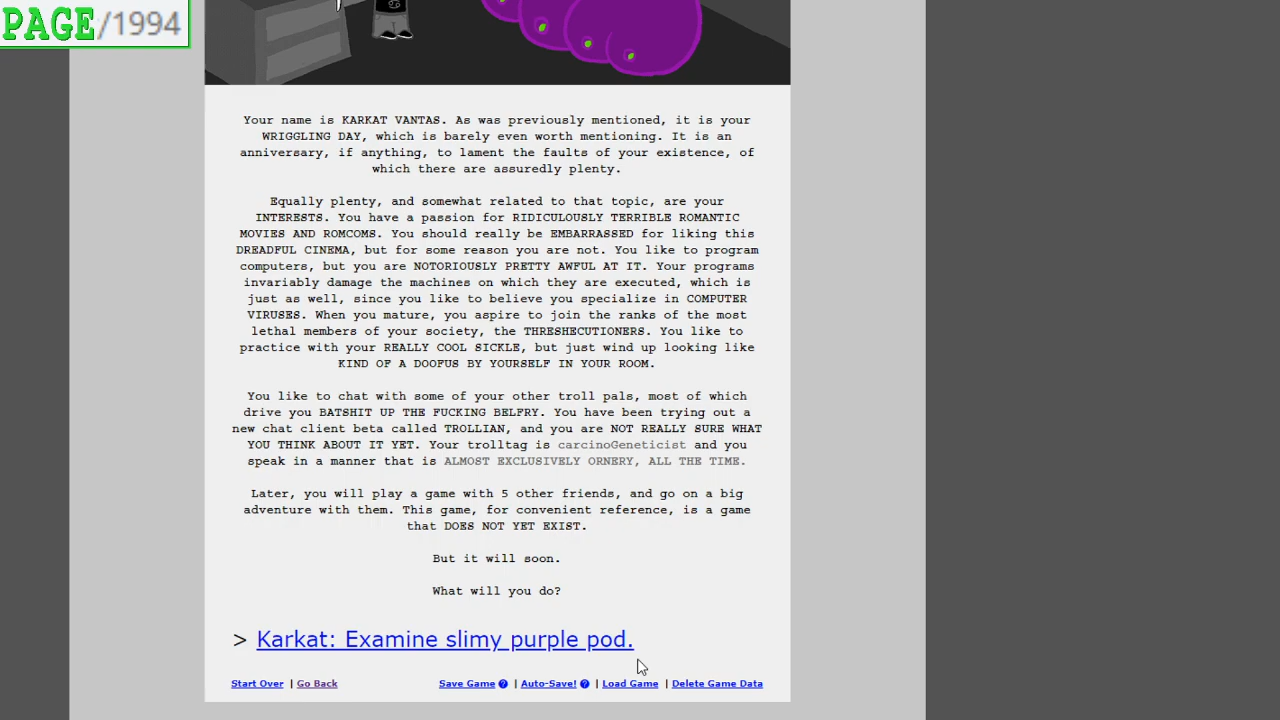 PAGE/1994
Your name is KARKAT VANTAS. As was previously mentioned, it is your
WRIGGLING DAY, which is barely even worth mentioning. It is an
anniversary, if anything, to lament the faults of your existence, of
which there are assuredly plenty.
Equally plenty, and somewhat related to that topic, are your
INTERESTS. You have a passion for RIDICULOUSLY TERRIBLE ROMANTIC
MOVIES AND ROMCOMS. You should really be EMBARRASSED for liking this
DREADFUL CINEMA, but for some reason you are not. You like to program
computers, but you are NOTORIOUSLY PRETTY AWFUL AT IT. Your programs
invariably damage the machines on which they are executed, which is
just as well, since you like to believe you specialize in COMPUTER
VIRUSES. When you mature, you aspire to join the ranks of the most
lethal members of your society, the THRESHECUTIONERS. You like to
practice with your REALLY COOL SICKLE, but just wind up looking like
KIND OF A DOOFUS BY YOURSELF IN YOUR ROOM.
You like to chat with some of your other troll pals, most of which
drive you BATSHIT UP THE FUCKING BELFRY. You have been trying out a
new chat client beta called TROLLIAN, and you are NOT REALLY SURE WHAT
YOU THINK ABOUT IT YET. Your trolltag is carcinoGeneticist and you
speak in a manner that is ALMOST EXCLUSIVELY ORNERY, ALL THE TIME.
Later, you will play a game with 5 other friends, and go on a big
adventure with them. This game, for convenient reference, is a game
that DOES NOT YET EXIST.
But it will soon.
What will you do?
> Karkat: Examine slimy purple pod.
Start Over | Go Back Save Game ? | Auto-Save! ? | Load Game | Delete Game Data